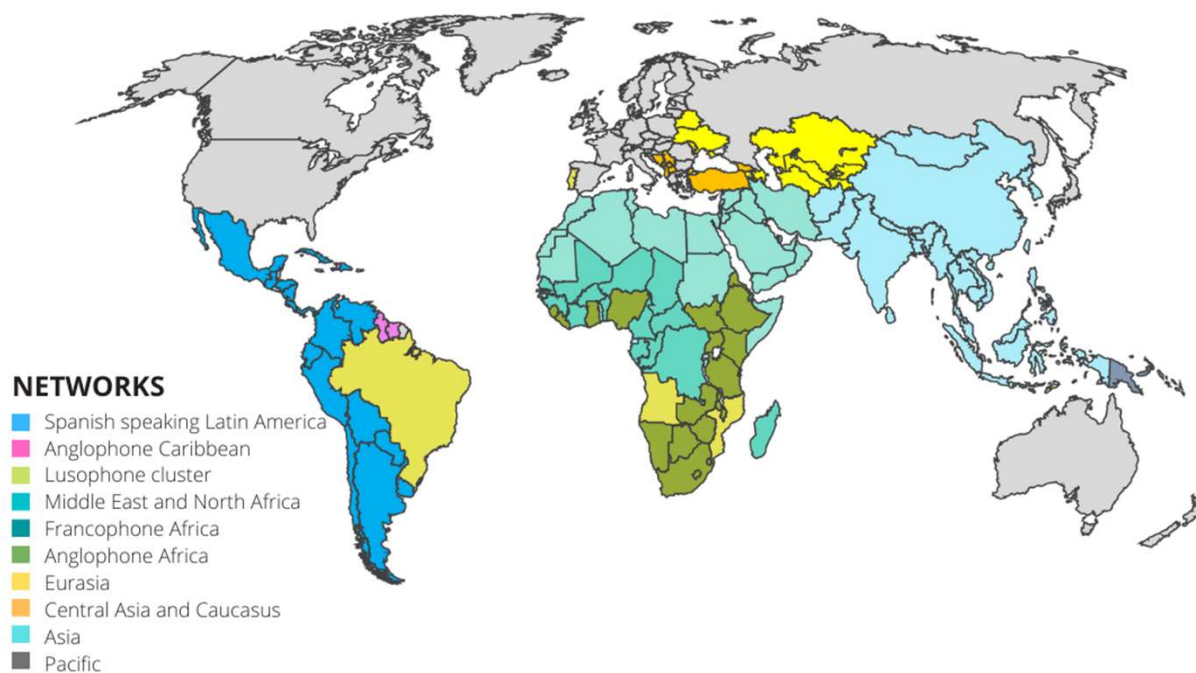 NETWORKS
Spanish speaking Latin America
Anglophone Caribbean
Lusophone cluster
Middle East and North Africa
Francophone Africa
Anglophone Africa
Eurasia
Central Asia and Caucasus
Asia
Pacific